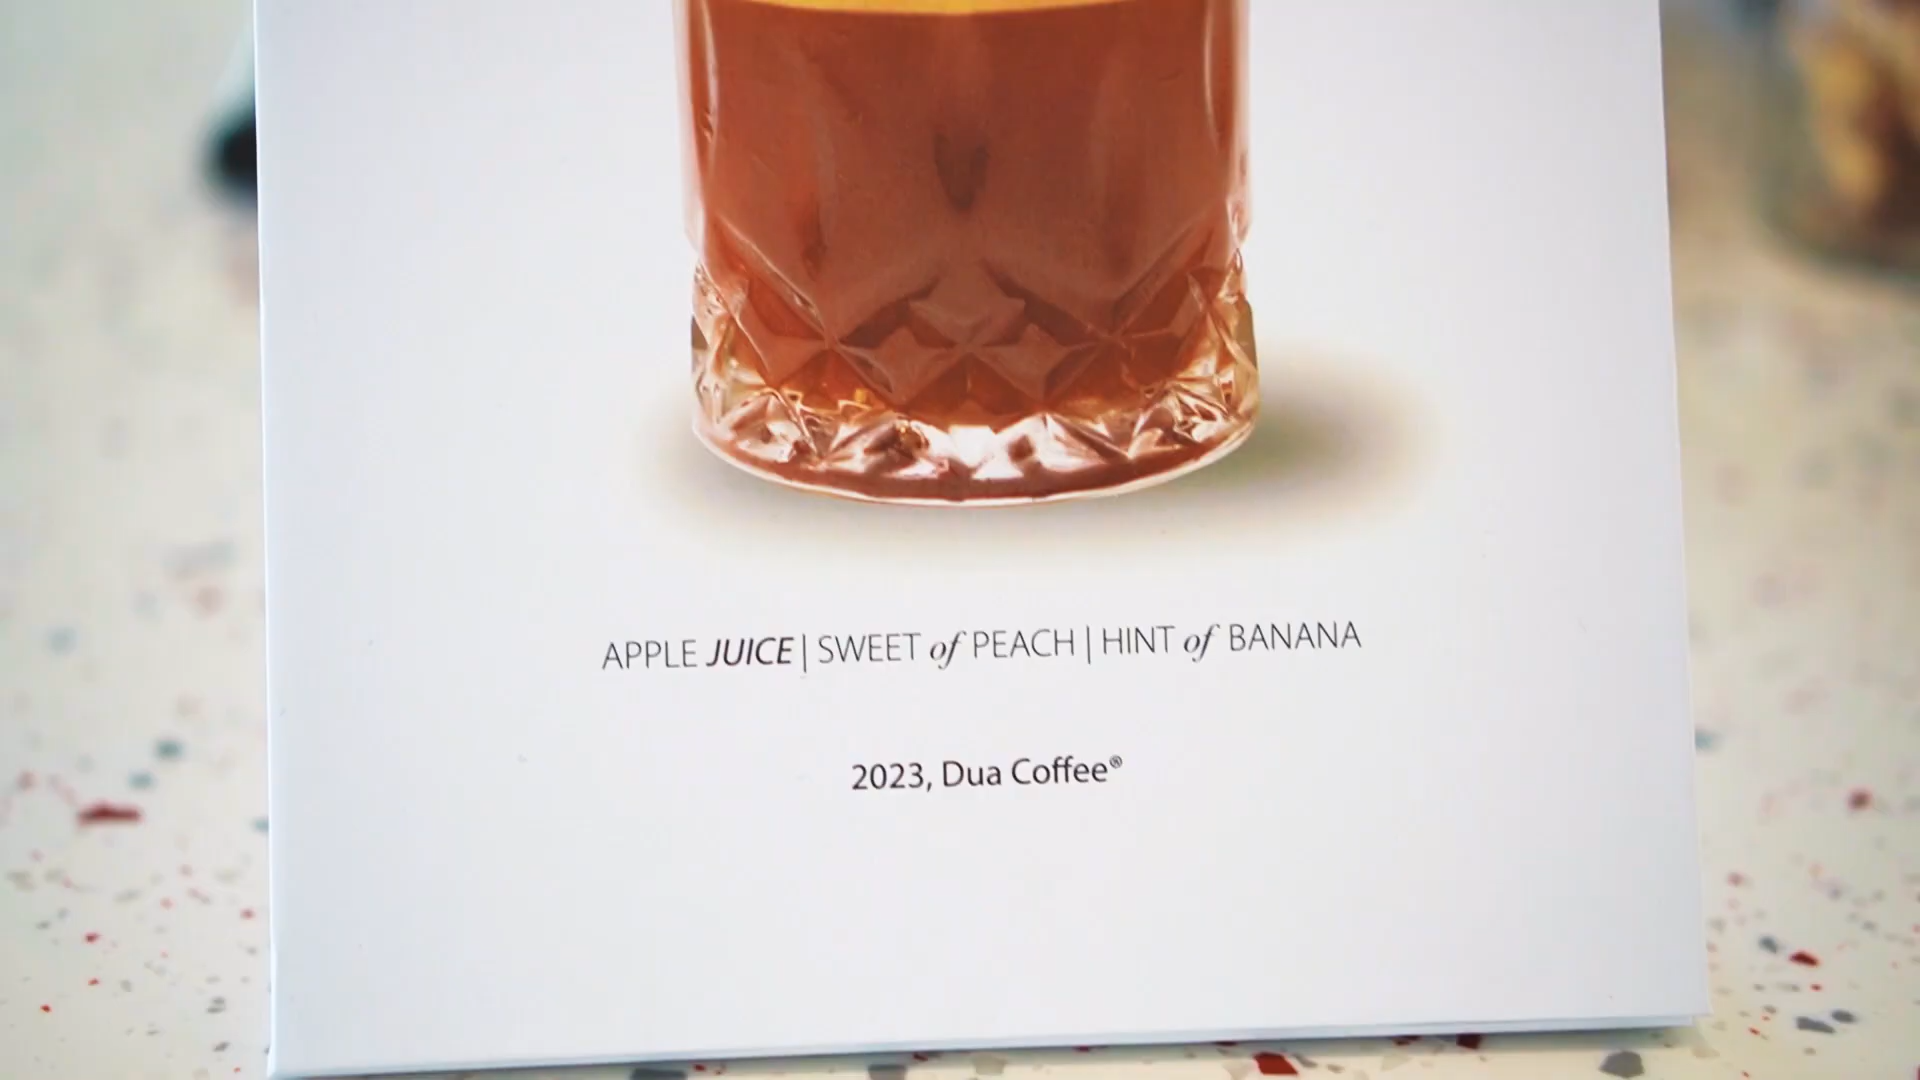 APPLE JUICE | SWEET of PEACH | HINT of BANANA
2023, Dua Coffee®